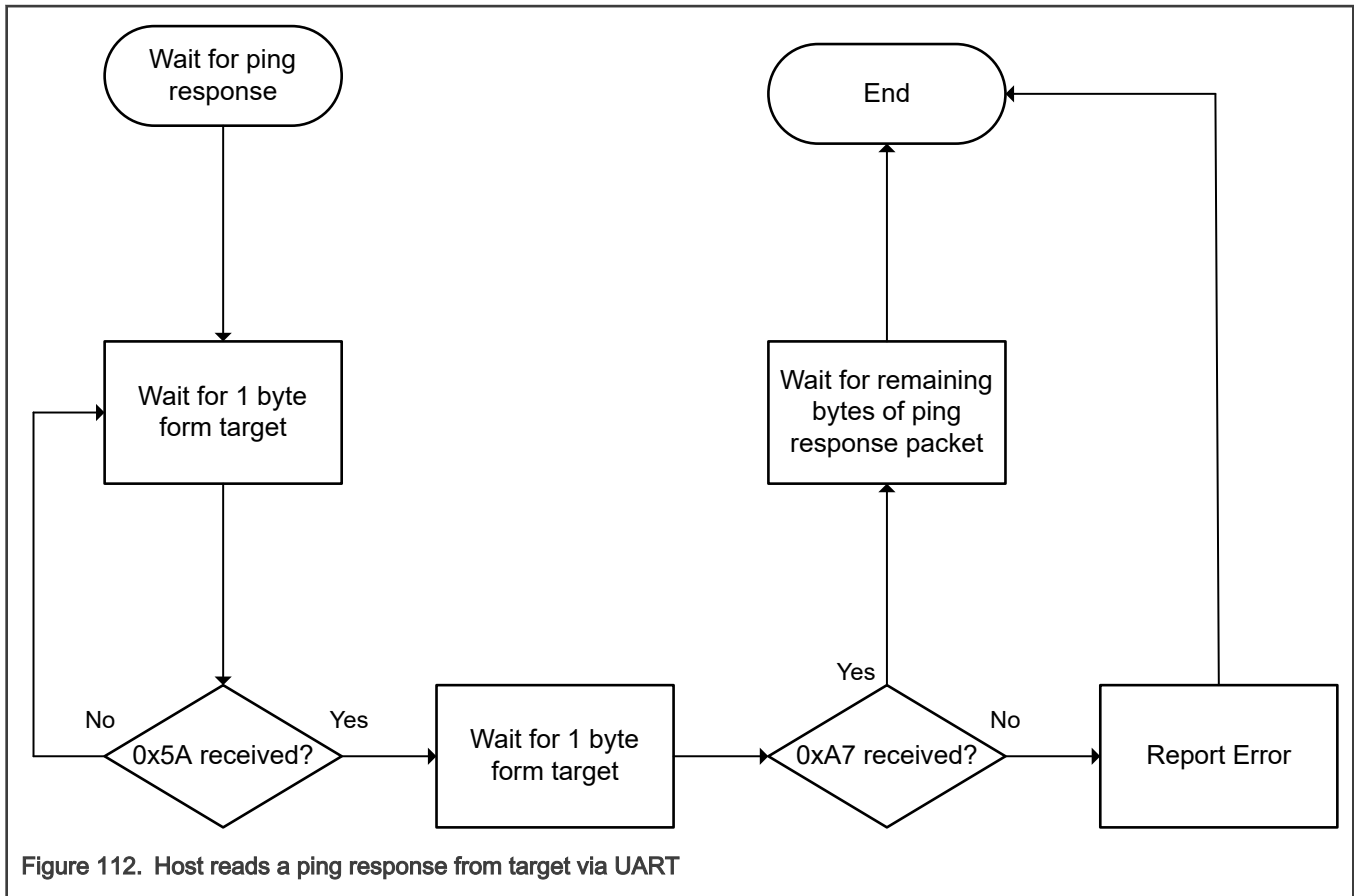 Wait for ping
response
End
Wait for 1 byte
form target
Wait for remaining
bytes of ping
response packet
No
0x5A received?
Yes
Wait for 1 byte
form target
Yes
0xA7 received?
No
Report Error
Figure 112. Host reads a ping response from target via UART